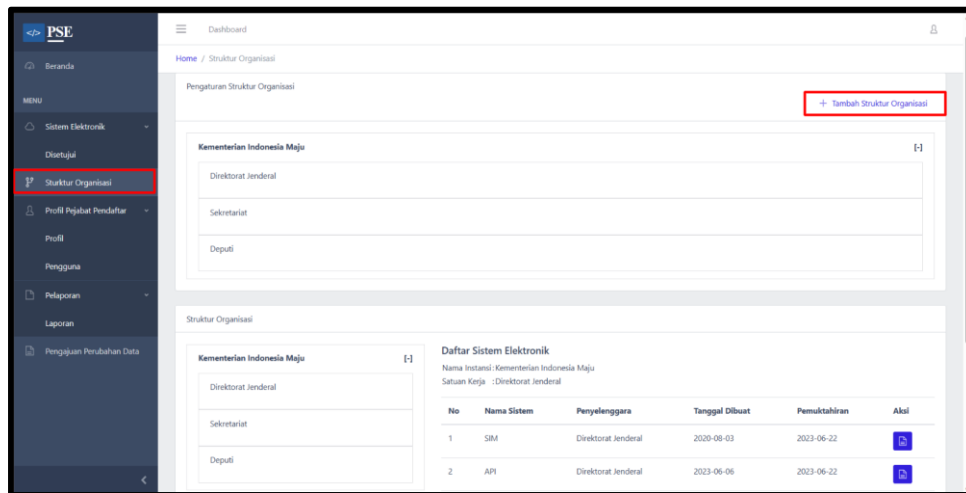 </> PSE
Beranda
MENU
Sistem Elektronik
Disetujui
Sturktur Organisasi
Profil Pejabat Pendaftar
Profil
Pengguna
Pelaporan
Laporan
Pengajuan Perubahan Data
Dashboard
Home / Struktur Organisasi
Pengaturan Struktur Organisasi
+ Tambah Struktur Organisasi
Kementerian Indonesia Maju [-]
Direktorat Jenderal
Sekretariat
Deputi
Struktur Organisasi
Kementerian Indonesia Maju [-]
Direktorat Jenderal
Sekretariat
Deputi
Daftar Sistem Elektronik
Nama Instansi : Kementerian Indonesia Maju
Satuan Kerja : Direktorat Jenderal
No Nama Sistem Penyelenggara Tanggal Dibuat Pemuktahiran Aksi
1 SIM Direktorat Jenderal 2020-08-03 2023-06-22
2 API Direktorat Jenderal 2023-06-06 2023-06-22